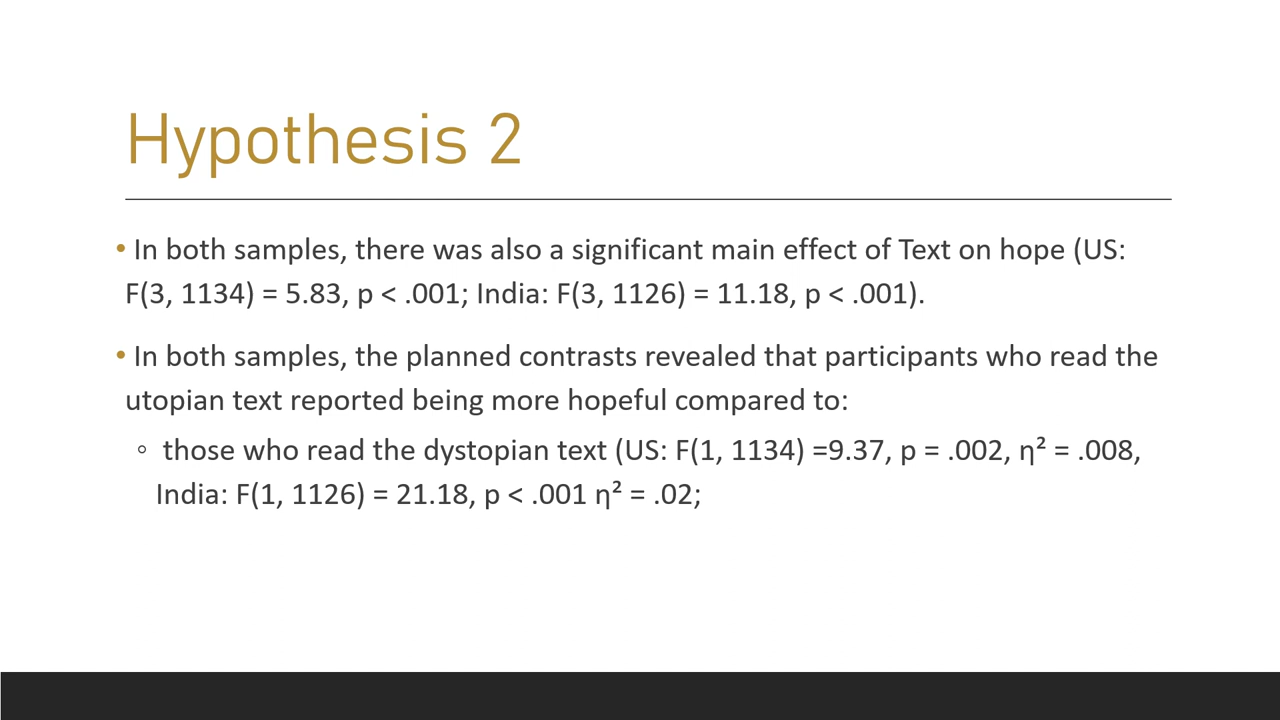 Hypothesis 2
• In both samples, there was also a significant main effect of Text on hope (US:
F(3, 1134) = 5.83, p < .001; India: F(3, 1126) = 11.18, p < .001).
• In both samples, the planned contrasts revealed that participants who read the
utopian text reported being more hopeful compared to:
◦ those who read the dystopian text (US: F(1, 1134) =9.37, p = .002, η² = .008,
India: F(1, 1126) = 21.18, p < .001 η² = .02;